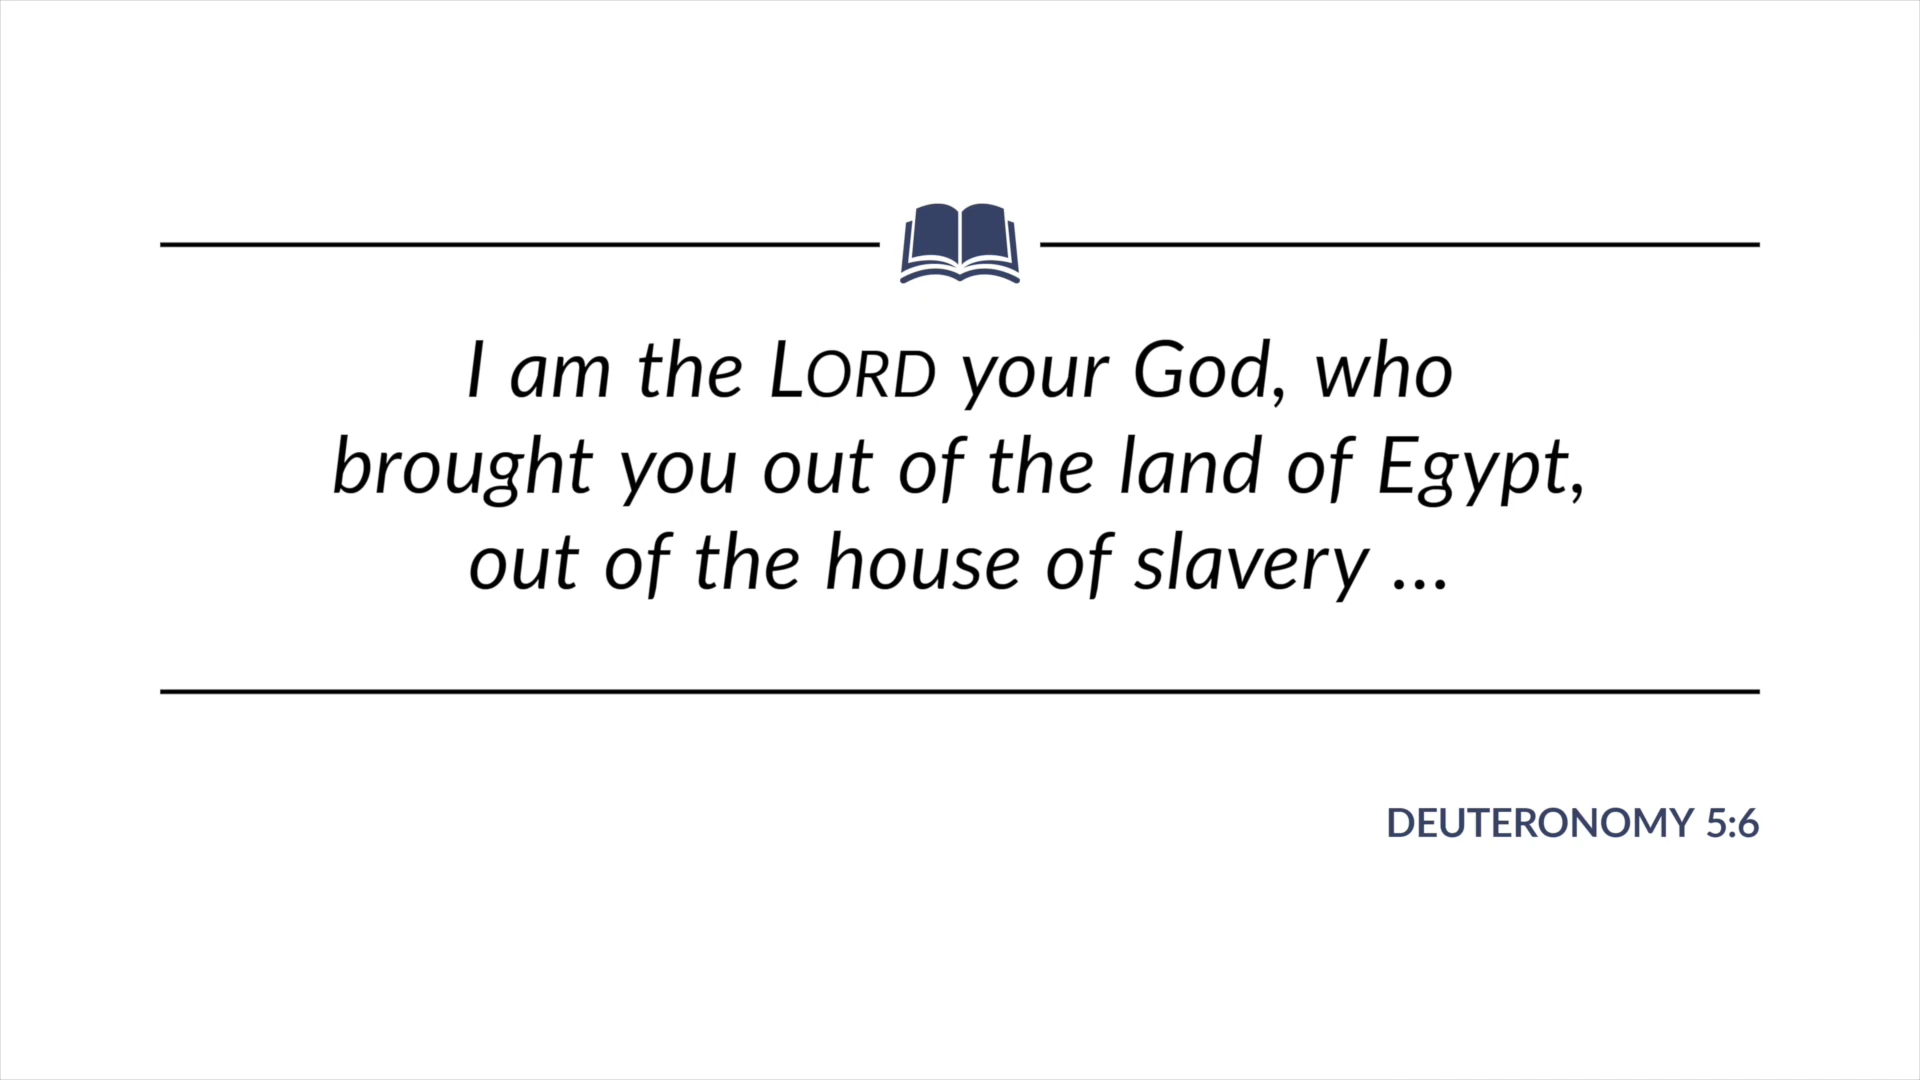 I am the LORD your God, who
brought you out of the land of Egypt,
out of the house of slavery ...
DEUTERONOMY 5:6